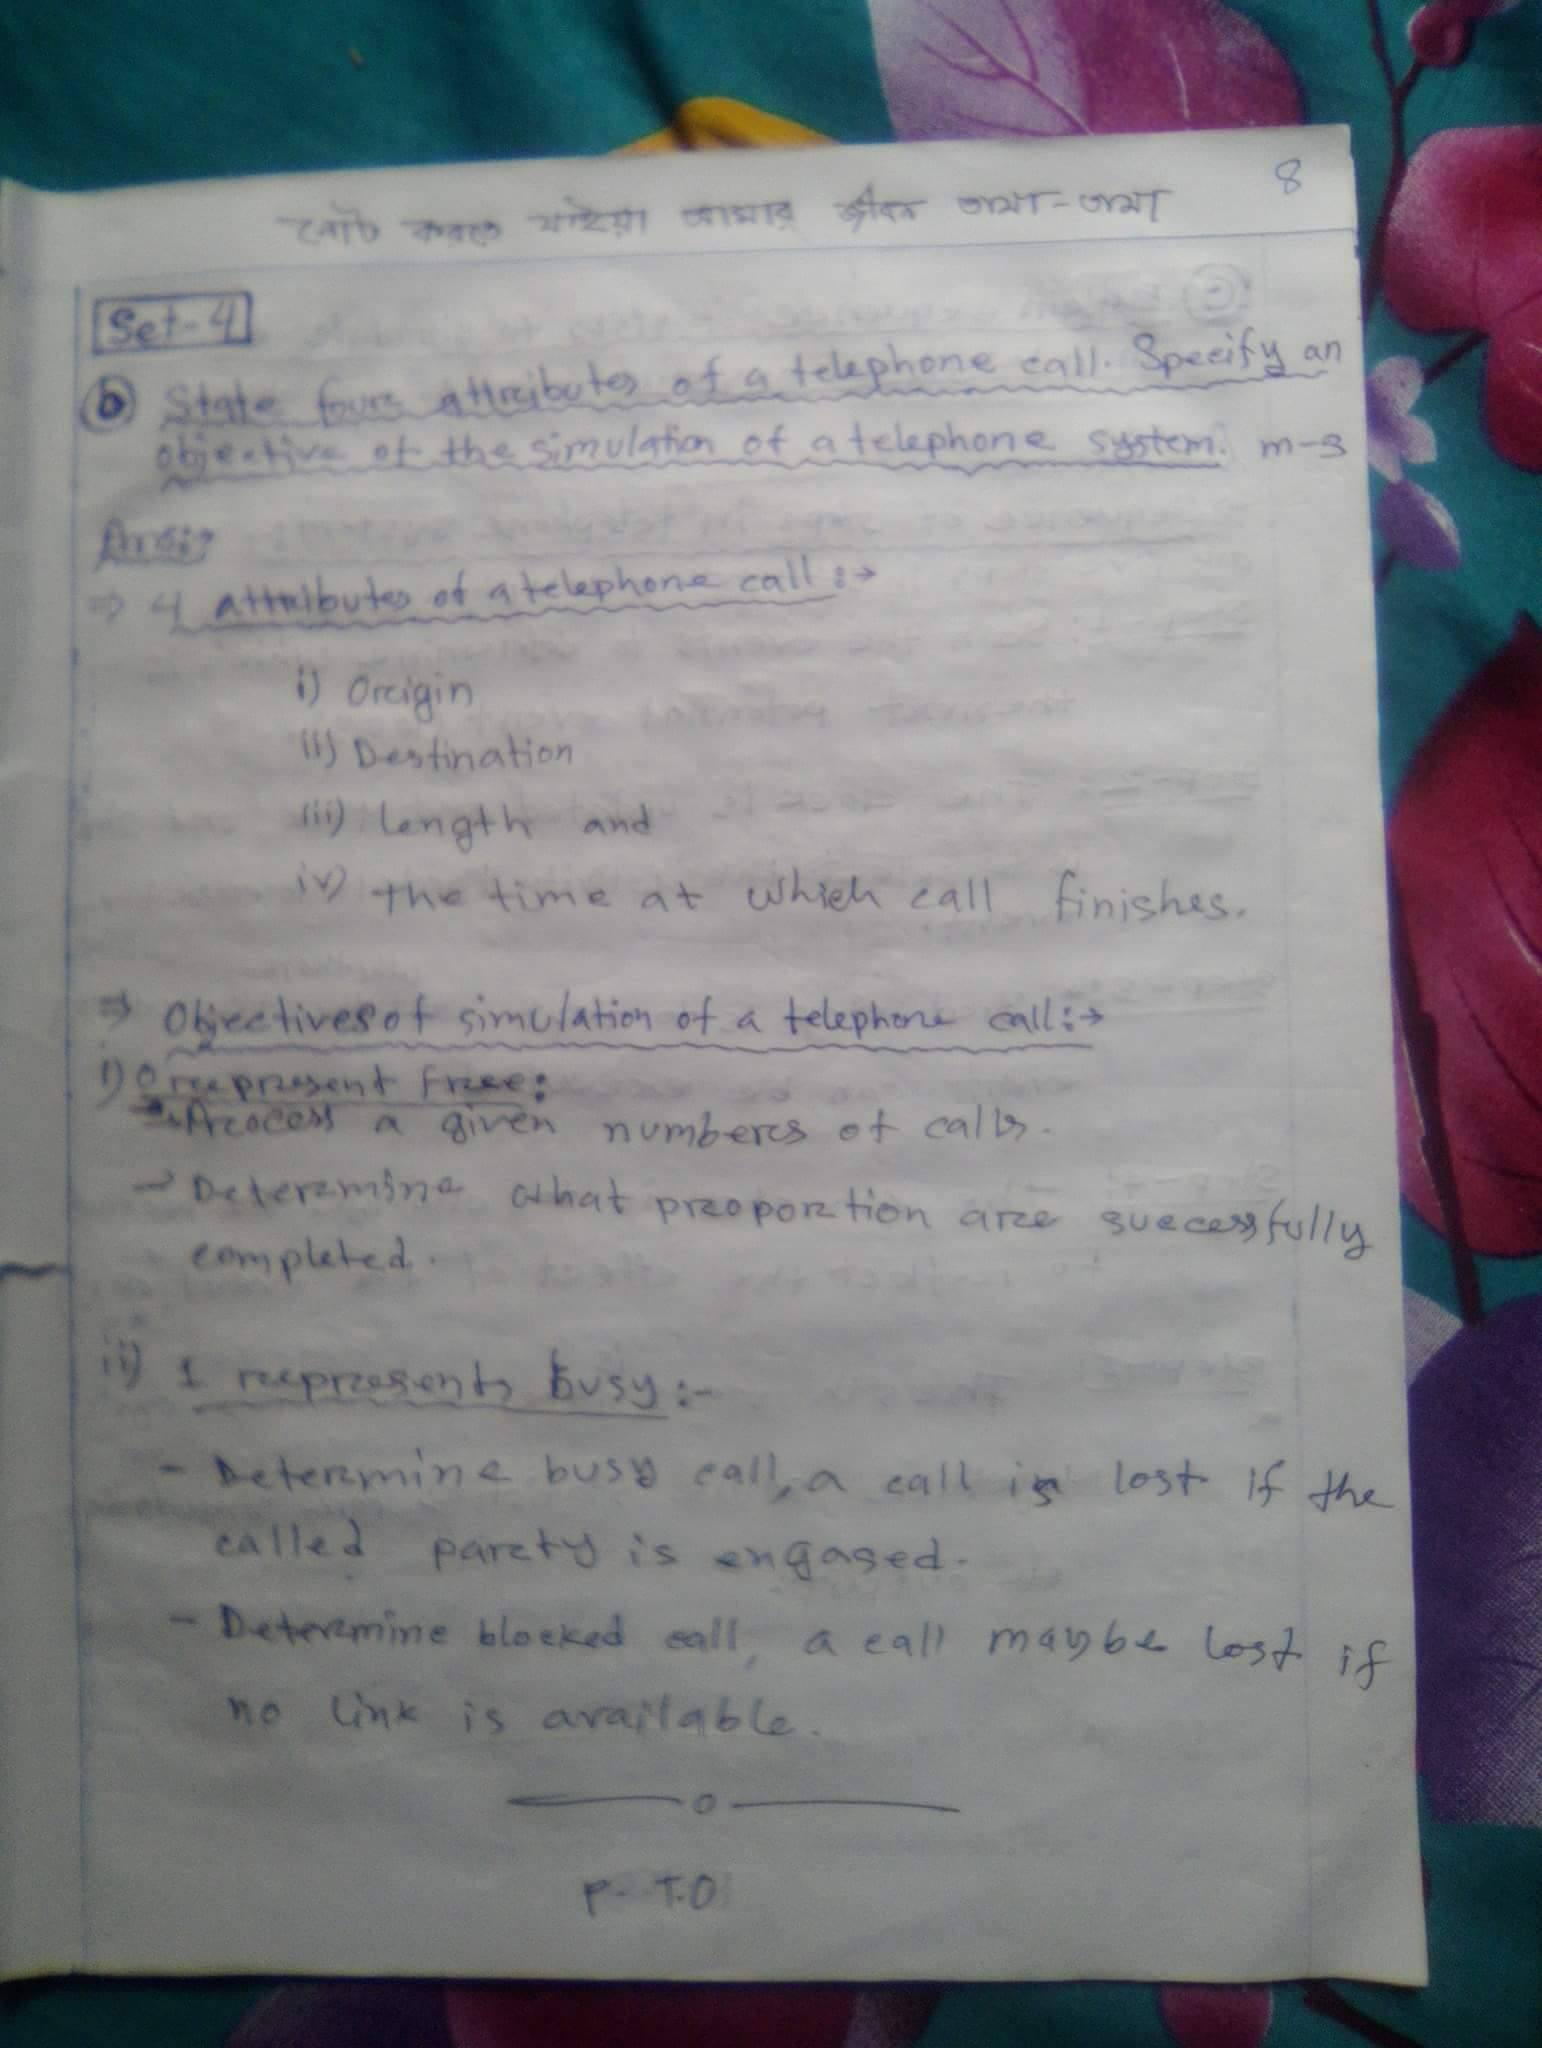 8
নোট করতে যাইয়া আমার জীবন তামা-তামা
Set-4
(b) State four attributes of a telephone call. Specify an
objective of the simulation of a telephone system. m-3
Ans:
⇒ 4 attributes of a telephone call :→
i) Origin
ii) Destination
iii) Length and
iv) The time at which call finishes.
⇒ Objectives of simulation of a telephone call :→
i) 0 represent free:
→ Process a given numbers of calls.
→ Determine what proportion are successfully
completed.
ii) 1 represents busy :-
- Determine busy call, a call is lost if the
called party is engased.
- Determine blocked call, a call maybe lost if
no link is available.
o
P. T.O